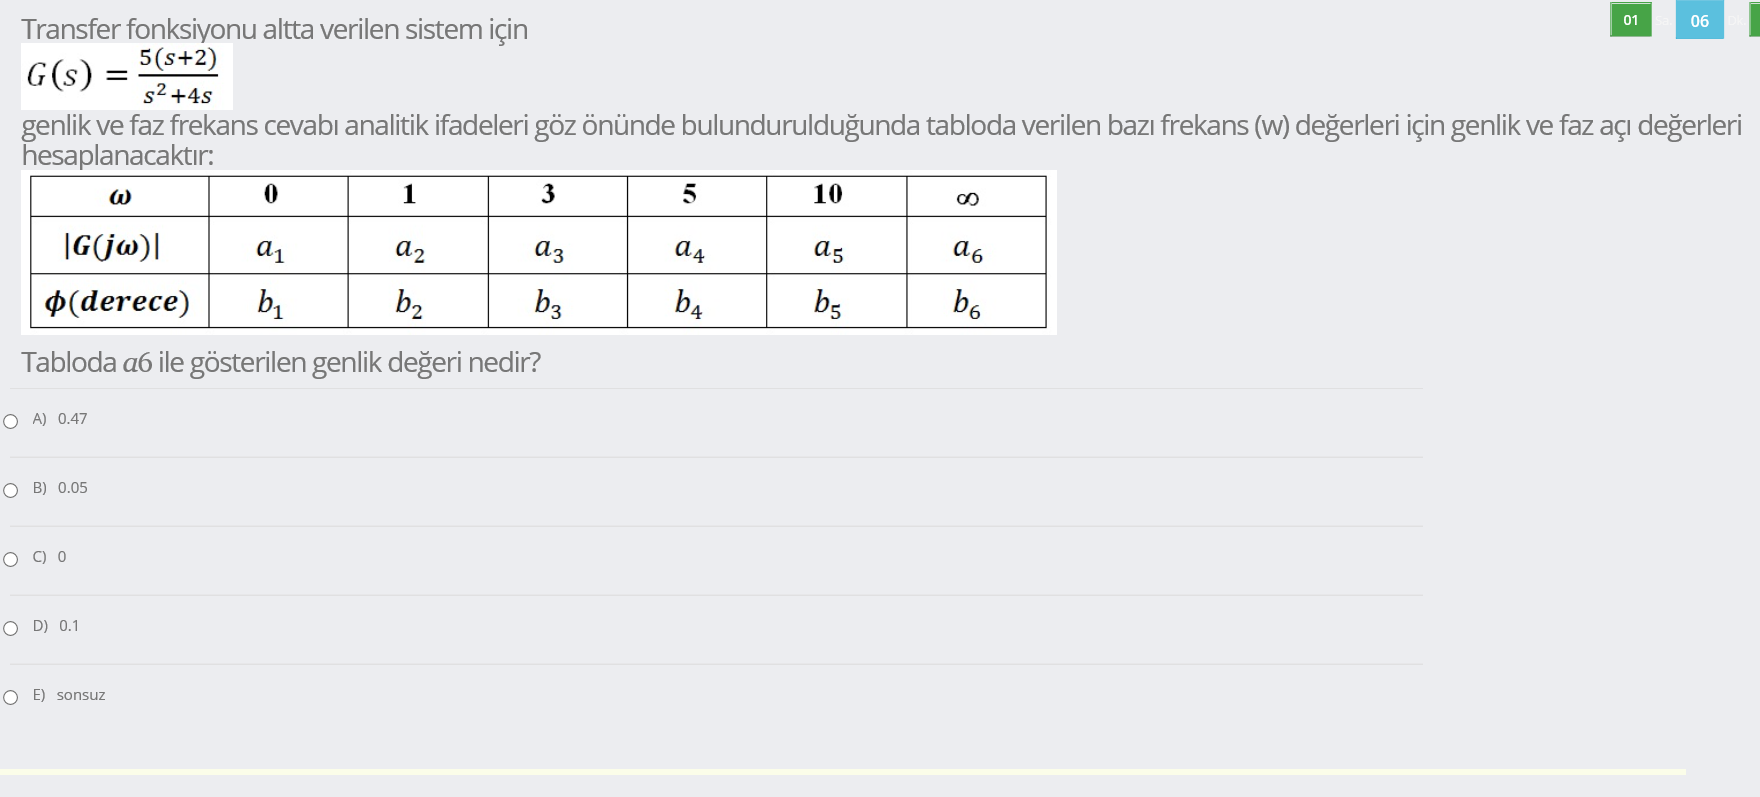 Transfer fonksiyonu altta verilen sistem için
01 06
G(s) = 5(s+2) / s²+4s
genlik ve faz frekans cevabı analitik ifadeleri göz önünde bulundurulduğunda tabloda verilen bazı frekans (w) değerleri için genlik ve faz açı değerleri
hesaplanacaktır:
ω 0 1 3 5 10 ∞
|G(jω)| a₁ a₂ a₃ a₄ a₅ a₆
ϕ(derece) b₁ b₂ b₃ b₄ b₅ b₆
Tabloda a6 ile gösterilen genlik değeri nedir?
A) 0.47
B) 0.05
C) 0
D) 0.1
E) sonsuz